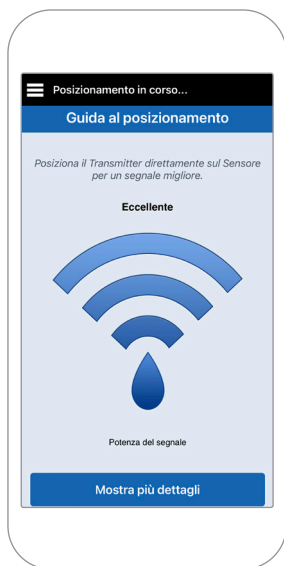 Posizionamento in corso...
Guida al posizionamento
Posiziona il Transmitter direttamente sul Sensore
per un segnale migliore.
Eccellente
Potenza del segnale
Mostra più dettagli